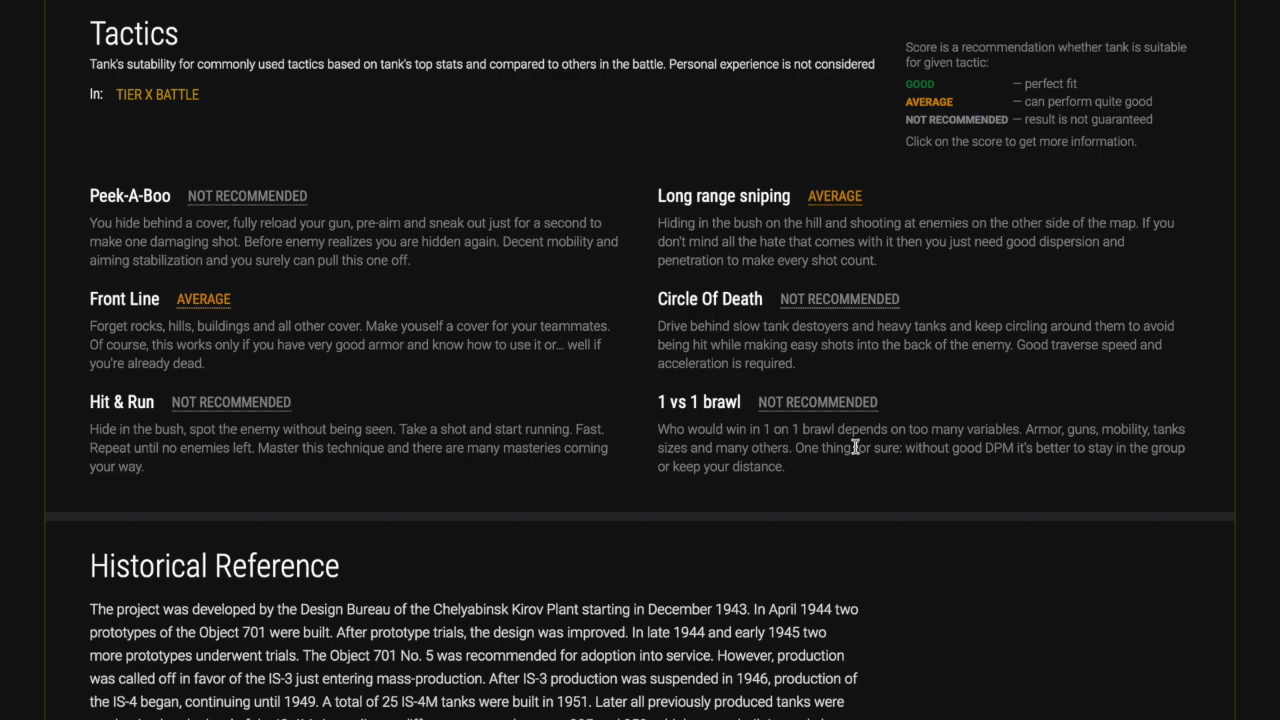 Tactics
Tank's sutability for commonly used tactics based on tank's top stats and compared to others in the battle. Personal experience is not considered
In: TIER X BATTLE
Score is a recommendation whether tank is suitable
for given tactic:
GOOD — perfect fit
AVERAGE — can perform quite good
NOT RECOMMENDED — result is not guaranteed
Click on the score to get more information.
Peek-A-Boo NOT RECOMMENDED
You hide behind a cover, fully reload your gun, pre-aim and sneak out just for a second to
make one damaging shot. Before enemy realizes you are hidden again. Decent mobility and
aiming stabilization and you surely can pull this one off.
Long range sniping AVERAGE
Hiding in the bush on the hill and shooting at enemies on the other side of the map. If you
don't mind all the hate that comes with it then you just need good dispersion and
penetration to make every shot count.
Front Line AVERAGE
Forget rocks, hills, buildings and all other cover. Make youself a cover for your teammates.
Of course, this works only if you have very good armor and know how to use it or... well if
you're already dead.
Circle Of Death NOT RECOMMENDED
Drive behind slow tank destoyers and heavy tanks and keep circling around them to avoid
being hit while making easy shots into the back of the enemy. Good traverse speed and
acceleration is required.
Hit & Run NOT RECOMMENDED
Hide in the bush, spot the enemy without being seen. Take a shot and start running. Fast.
Repeat until no enemies left. Master this technique and there are many masteries coming
your way.
1 vs 1 brawl NOT RECOMMENDED
Who would win in 1 on 1 brawl depends on too many variables. Armor, guns, mobility, tanks
sizes and many others. One thing for sure: without good DPM it's better to stay in the group
or keep your distance.
Historical Reference
The project was developed by the Design Bureau of the Chelyabinsk Kirov Plant starting in December 1943. In April 1944 two
prototypes of the Object 701 were built. After prototype trials, the design was improved. In late 1944 and early 1945 two
more prototypes underwent trials. The Object 701 No. 5 was recommended for adoption into service. However, production
was called off in favor of the IS-3 just entering mass-production. After IS-3 production was suspended in 1946, production of
the IS-4 began, continuing until 1949. A total of 25 IS-4M tanks were built in 1951. Later all previously produced tanks were